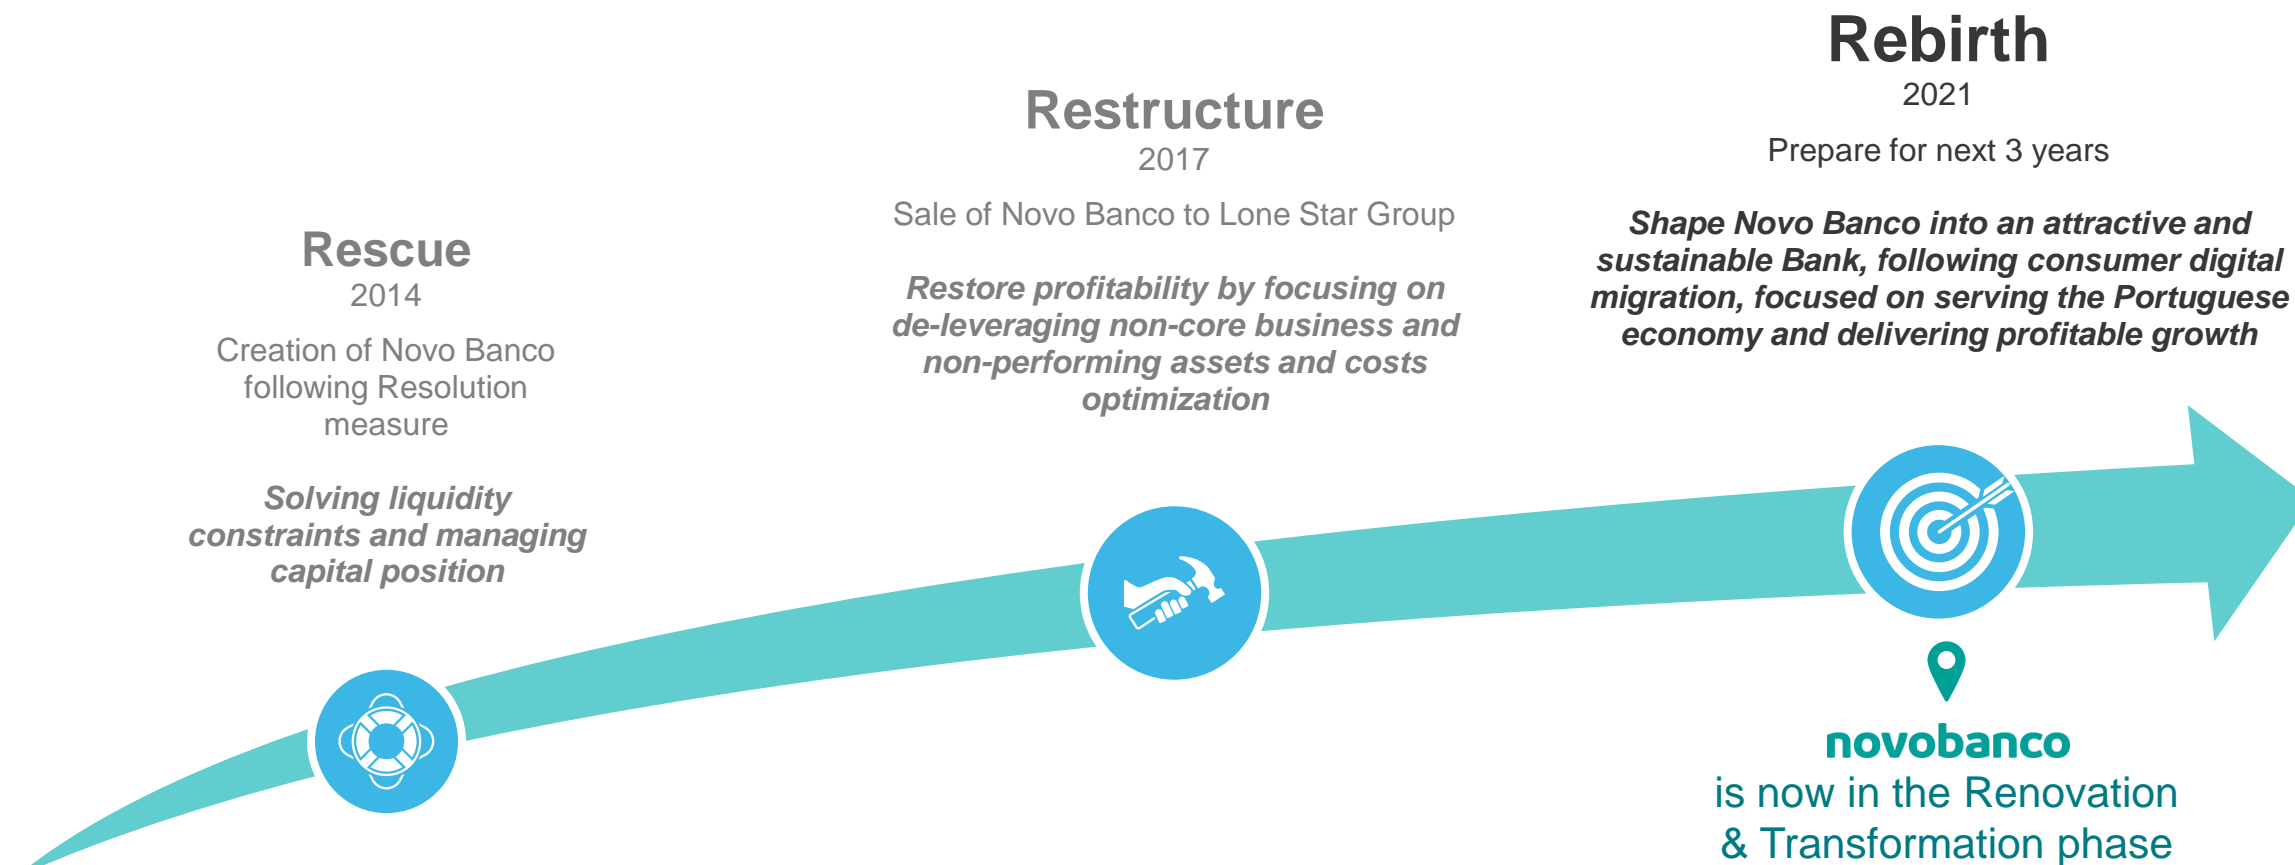 Rescue
2014
Creation of Novo Banco
following Resolution
measure
Solving liquidity
constraints and managing
capital position
Restructure
2017
Sale of Novo Banco to Lone Star Group
Restore profitability by focusing on
de-leveraging non-core business and
non-performing assets and costs
optimization
Rebirth
2021
Prepare for next 3 years
Shape Novo Banco into an attractive and
sustainable Bank, following consumer digital
migration, focused on serving the Portuguese
economy and delivering profitable growth
novobanco
is now in the Renovation
& Transformation phase